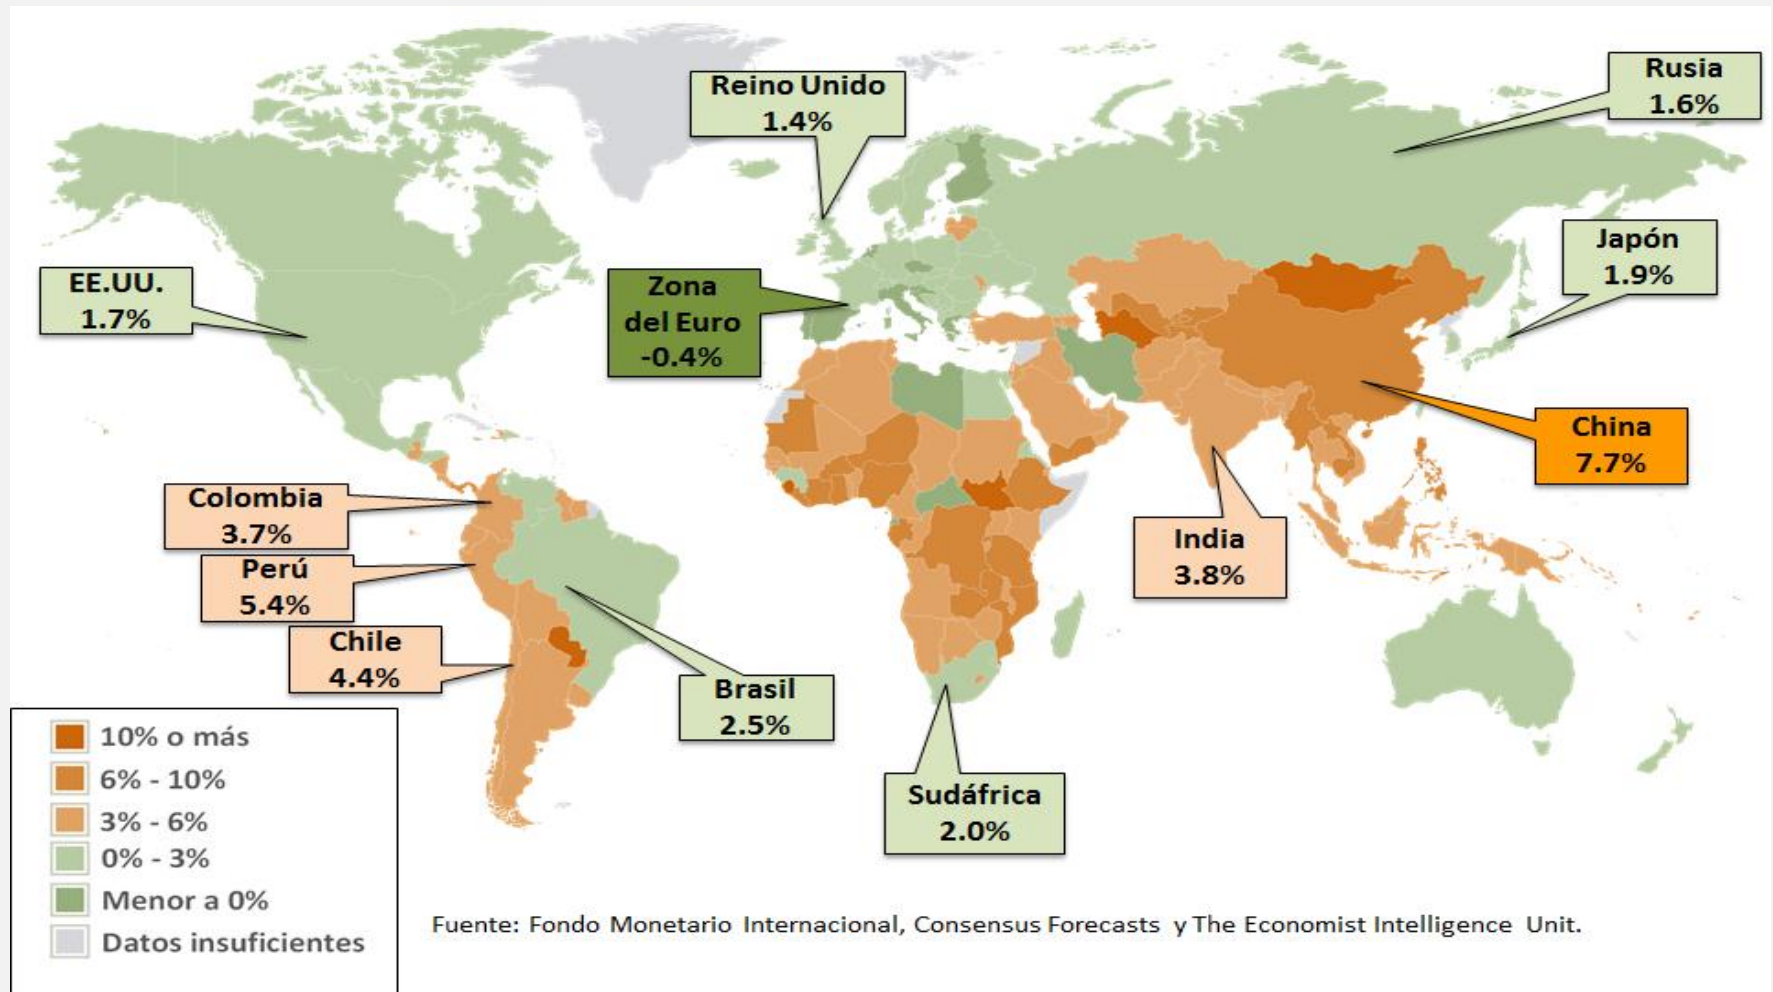 Reino Unido
1.4%
Rusia
1.6%
EE.UU.
1.7%
Zona
del Euro
-0.4%
Japón
1.9%
China
7.7%
Colombia
3.7%
Perú
5.4%
India
3.8%
Chile
4.4%
Brasil
2.5%
Sudáfrica
2.0%
10% o más
6% - 10%
3% - 6%
0% - 3%
Menor a 0%
Datos insuficientes
Fuente: Fondo Monetario Internacional, Consensus Forecasts y The Economist Intelligence Unit.